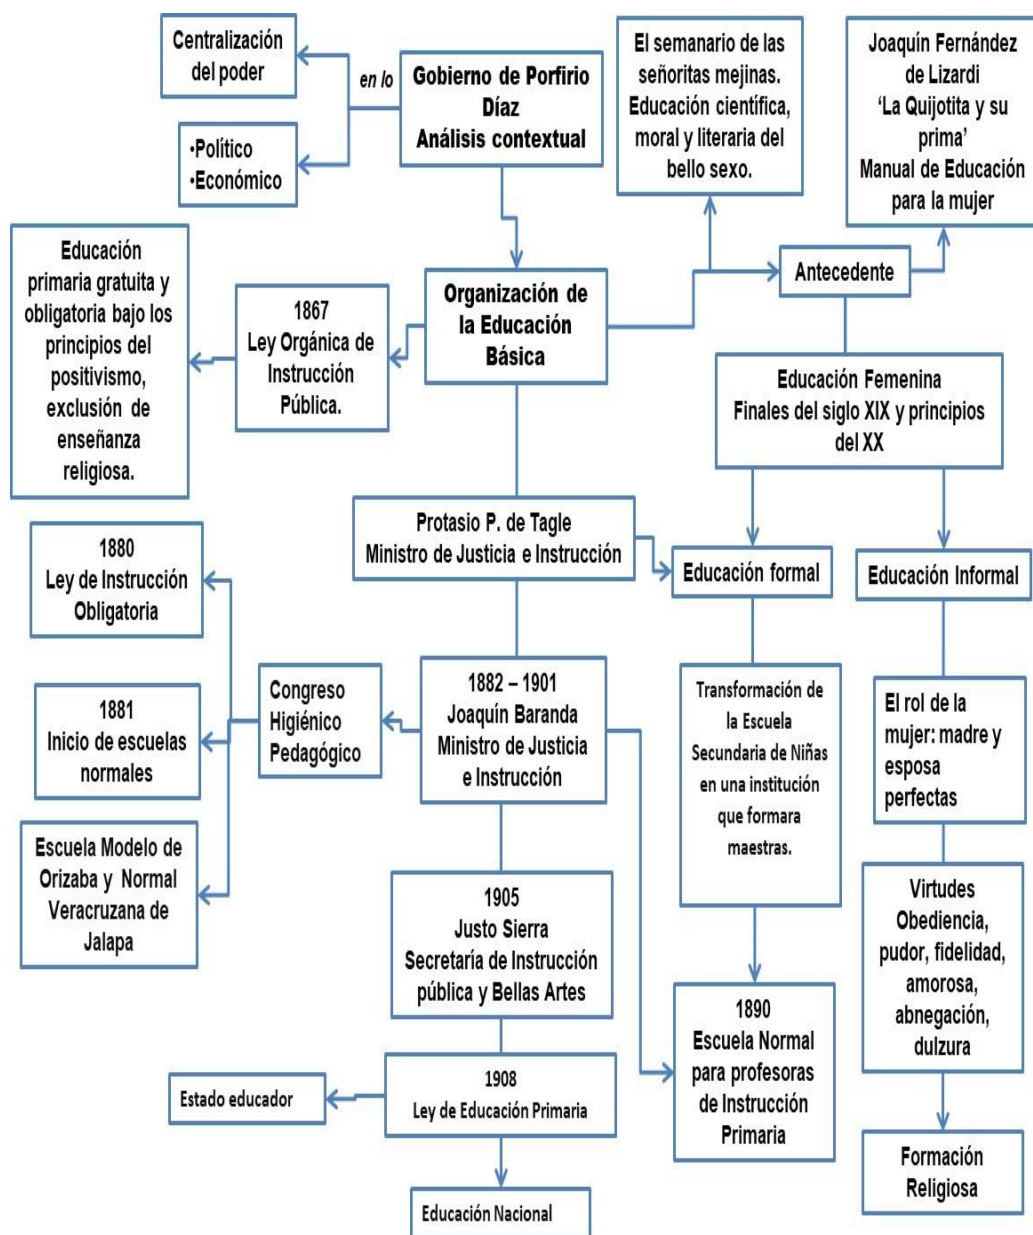 Centralización
del poder
en lo
Gobierno de Porfirio
Díaz
Análisis contextual
•Político
•Económico
El semanario de las
señoritas mejinas.
Educación científica,
moral y literaria del
bello sexo.
Joaquín Fernández
de Lizardi
‘La Quijotita y su
prima’
Manual de Educación
para la mujer
Antecedente
Organización de
la Educación
Básica
1867
Ley Orgánica de
Instrucción
Pública.
Educación
primaria gratuita y
obligatoria bajo los
principios del
positivismo,
exclusión de
enseñanza
religiosa.
Educación Femenina
Finales del siglo XIX y principios
del XX
Protasio P. de Tagle
Ministro de Justicia e Instrucción
Educación formal
Educación Informal
1880
Ley de Instrucción
Obligatoria
1881
Inicio de escuelas
normales
Escuela Modelo de
Orizaba y Normal
Veracruzana de
Jalapa
Congreso
Higiénico
Pedagógico
1882 – 1901
Joaquín Baranda
Ministro de Justicia
e Instrucción
Transformación de
la Escuela
Secundaria de Niñas
en una institución
que formara
maestras.
El rol de la
mujer: madre y
esposa
perfectas
1905
Justo Sierra
Secretaría de Instrucción
pública y Bellas Artes
Virtudes
Obediencia,
pudor, fidelidad,
amorosa,
abnegación,
dulzura
1890
Escuela Normal
para profesoras
de Instrucción
Primaria
1908
Ley de Educación Primaria
Estado educador
Educación Nacional
Formación
Religiosa